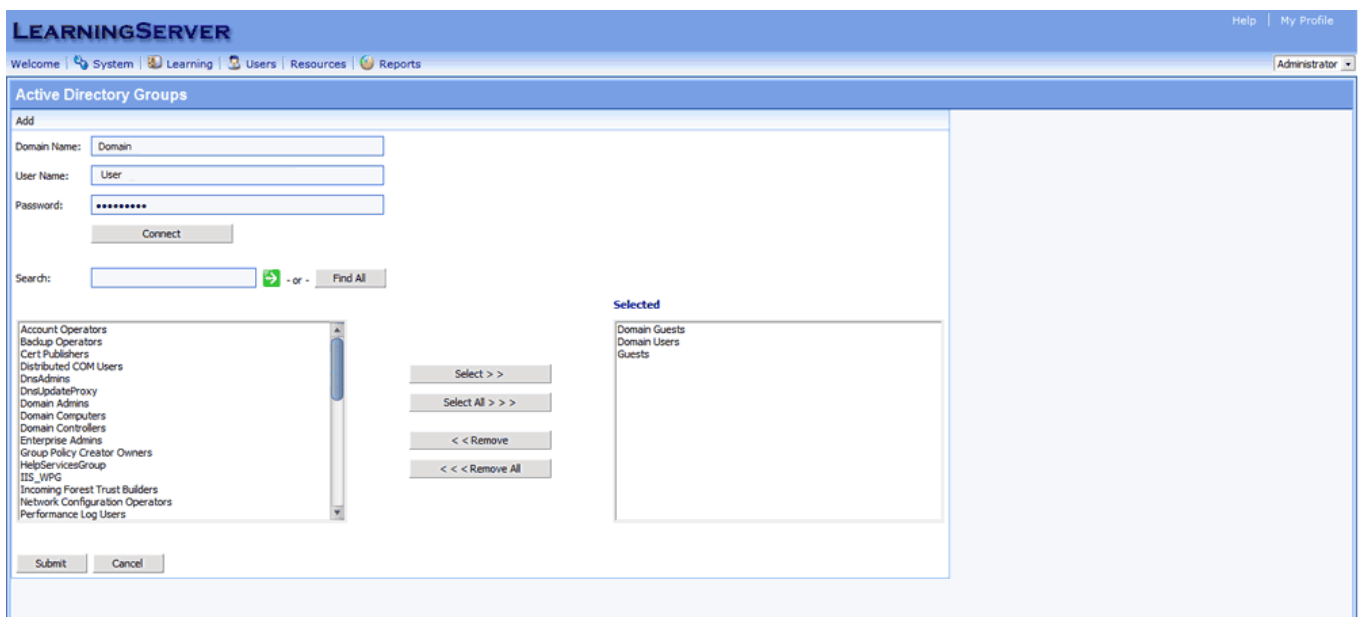 Help | My Profile
LEARNINGSERVER
Welcome | System | Learning | Users | Resources | Reports
Administrator
Active Directory Groups
Add
Domain Name: Domain
User Name: User
Password: •••••••••
Connect
Search: - or - Find All
Selected
Account Operators
Backup Operators
Cert Publishers
Distributed COM Users
DnsAdmins
DnsUpdateProxy
Domain Admins
Domain Computers
Domain Controllers
Enterprise Admins
Group Policy Creator Owners
HelpServicesGroup
IIS_WPG
Incoming Forest Trust Builders
Network Configuration Operators
Performance Log Users
Select > >
Select All > > >
< < Remove
< < < Remove All
Domain Guests
Domain Users
Guests
Submit Cancel